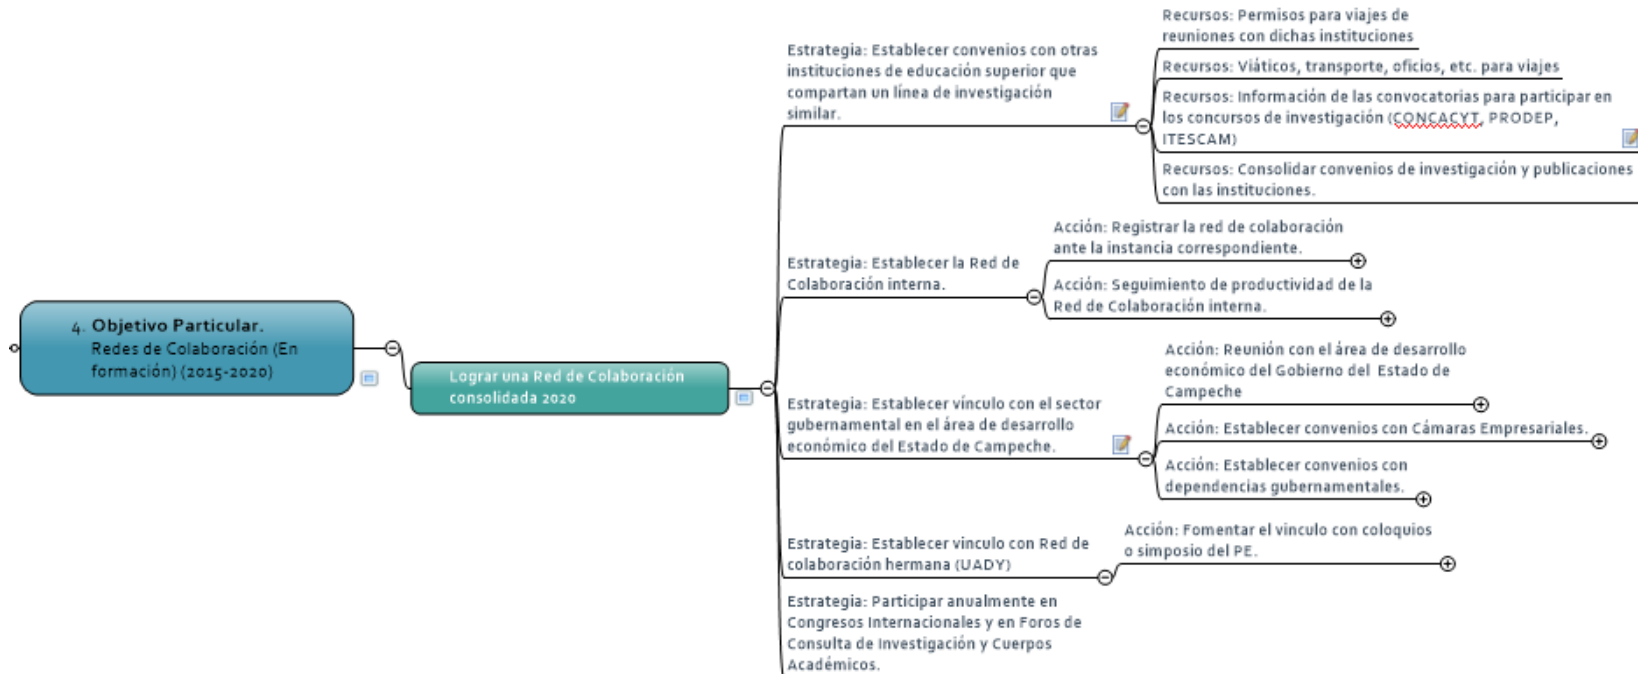 4. Objetivo Particular.
Redes de Colaboración (En
formación) (2015-2020)
Lograr una Red de Colaboración
consolidada 2020
Estrategia: Establecer convenios con otras
instituciones de educación superior que
compartan un línea de investigación
similar.
Recursos: Permisos para viajes de
reuniones con dichas instituciones
Recursos: Viáticos, transporte, oficios, etc. para viajes
Recursos: Información de las convocatorias para participar en
los concursos de investigación (CONCACYT, PRODEP,
ITESCAM)
Recursos: Consolidar convenios de investigación y publicaciones
con las instituciones.
Estrategia: Establecer la Red de
Colaboración interna.
Acción: Registrar la red de colaboración
ante la instancia correspondiente.
Acción: Seguimiento de productividad de la
Red de Colaboración interna.
Estrategia: Establecer vínculo con el sector
gubernamental en el área de desarrollo
económico del Estado de Campeche.
Acción: Reunión con el área de desarrollo
económico del Gobierno del Estado de
Campeche
Acción: Establecer convenios con Cámaras Empresariales.
Acción: Establecer convenios con
dependencias gubernamentales.
Estrategia: Establecer vinculo con Red de
colaboración hermana (UADY)
Acción: Fomentar el vinculo con coloquios
o simposio del PE.
Estrategia: Participar anualmente en
Congresos Internacionales y en Foros de
Consulta de Investigación y Cuerpos
Académicos.